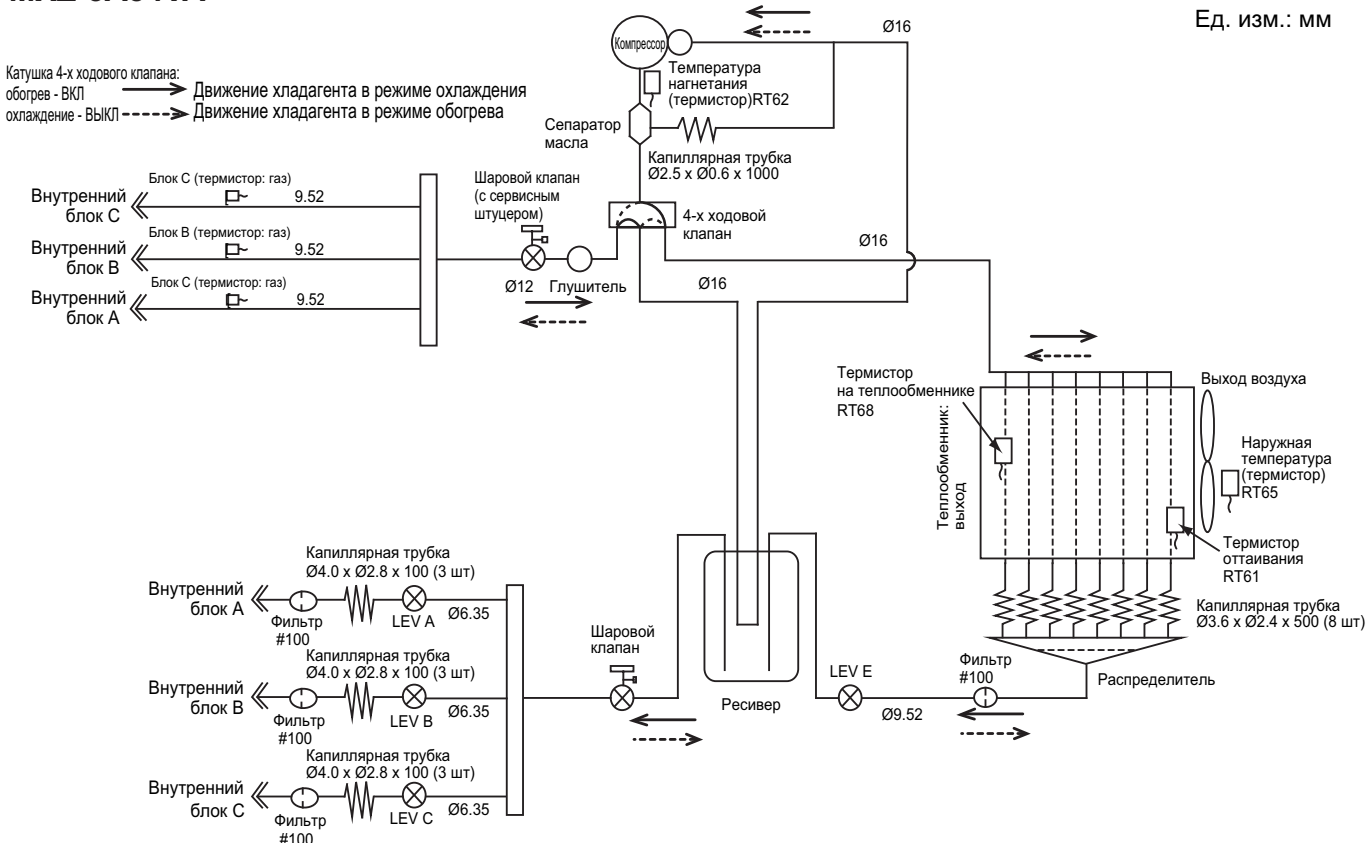 Ед. изм.: мм
Катушка 4-х ходового клапана:
обогрев - ВКЛ
охлаждение - ВЫКЛ
Движение хладагента в режиме охлаждения
Движение хладагента в режиме обогрева
Компрессор
Ø16
Температура
нагнетания
(термистор)RT62
Сепаратор
масла
Капиллярная трубка
Ø2.5 x Ø0.6 x 1000
4-х ходовой
клапан
Шаровой клапан
(с сервисным
штуцером)
Ø12
Глушитель
Ø16
Ø16
Внутренний
блок C
Блок C (термистор: газ)
9.52
Внутренний
блок B
Блок B (термистор: газ)
9.52
Внутренний
блок A
Блок C (термистор: газ)
9.52
Термистор
на теплообменнике
RT68
Теплообменник:
выход
Выход воздуха
Наружная
температура
(термистор)
RT65
Термистор
оттаивания
RT61
Капиллярная трубка
Ø3.6 x Ø2.4 x 500 (8 шт)
Распределитель
Фильтр
#100
Ø9.52
LEV E
Ресивер
Шаровой
клапан
Внутренний
блок A
Фильтр
#100
Капиллярная трубка
Ø4.0 x Ø2.8 x 100 (3 шт)
LEV A
Ø6.35
Внутренний
блок B
Фильтр
#100
Капиллярная трубка
Ø4.0 x Ø2.8 x 100 (3 шт)
LEV B
Ø6.35
Внутренний
блок C
Фильтр
#100
Капиллярная трубка
Ø4.0 x Ø2.8 x 100 (3 шт)
LEV C
Ø6.35